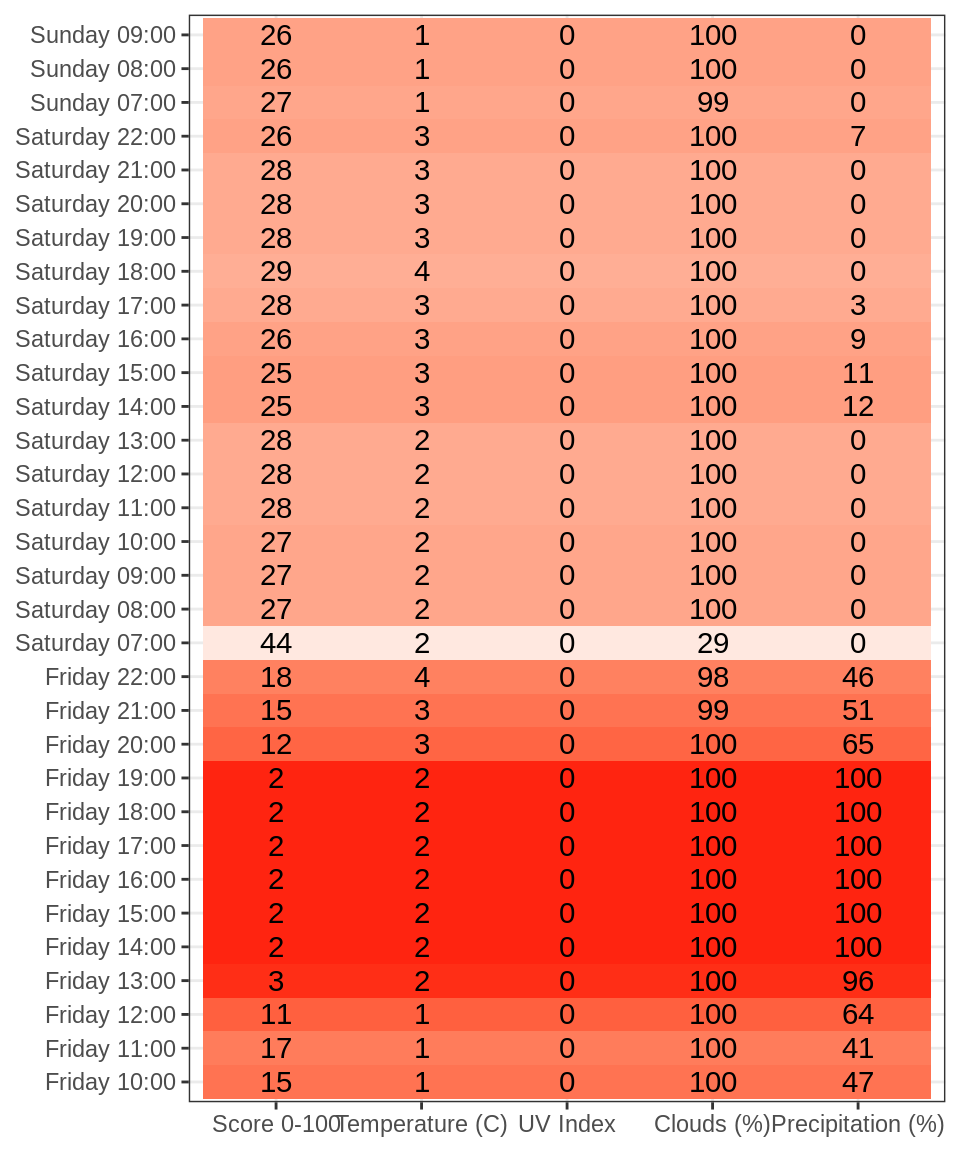 Sunday 09:00 26 1 0 100 0
Sunday 08:00 26 1 0 100 0
Sunday 07:00 27 1 0 99 0
Saturday 22:00 26 3 0 100 7
Saturday 21:00 28 3 0 100 0
Saturday 20:00 28 3 0 100 0
Saturday 19:00 28 3 0 100 0
Saturday 18:00 29 4 0 100 0
Saturday 17:00 28 3 0 100 3
Saturday 16:00 26 3 0 100 9
Saturday 15:00 25 3 0 100 11
Saturday 14:00 25 3 0 100 12
Saturday 13:00 28 2 0 100 0
Saturday 12:00 28 2 0 100 0
Saturday 11:00 28 2 0 100 0
Saturday 10:00 27 2 0 100 0
Saturday 09:00 27 2 0 100 0
Saturday 08:00 27 2 0 100 0
Saturday 07:00 44 2 0 29 0
Friday 22:00 18 4 0 98 46
Friday 21:00 15 3 0 99 51
Friday 20:00 12 3 0 100 65
Friday 19:00 2 2 0 100 100
Friday 18:00 2 2 0 100 100
Friday 17:00 2 2 0 100 100
Friday 16:00 2 2 0 100 100
Friday 15:00 2 2 0 100 100
Friday 14:00 2 2 0 100 100
Friday 13:00 3 2 0 100 96
Friday 12:00 11 1 0 100 64
Friday 11:00 17 1 0 100 41
Friday 10:00 15 1 0 100 47
Score 0-100 Temperature (C) UV Index Clouds (%) Precipitation (%)